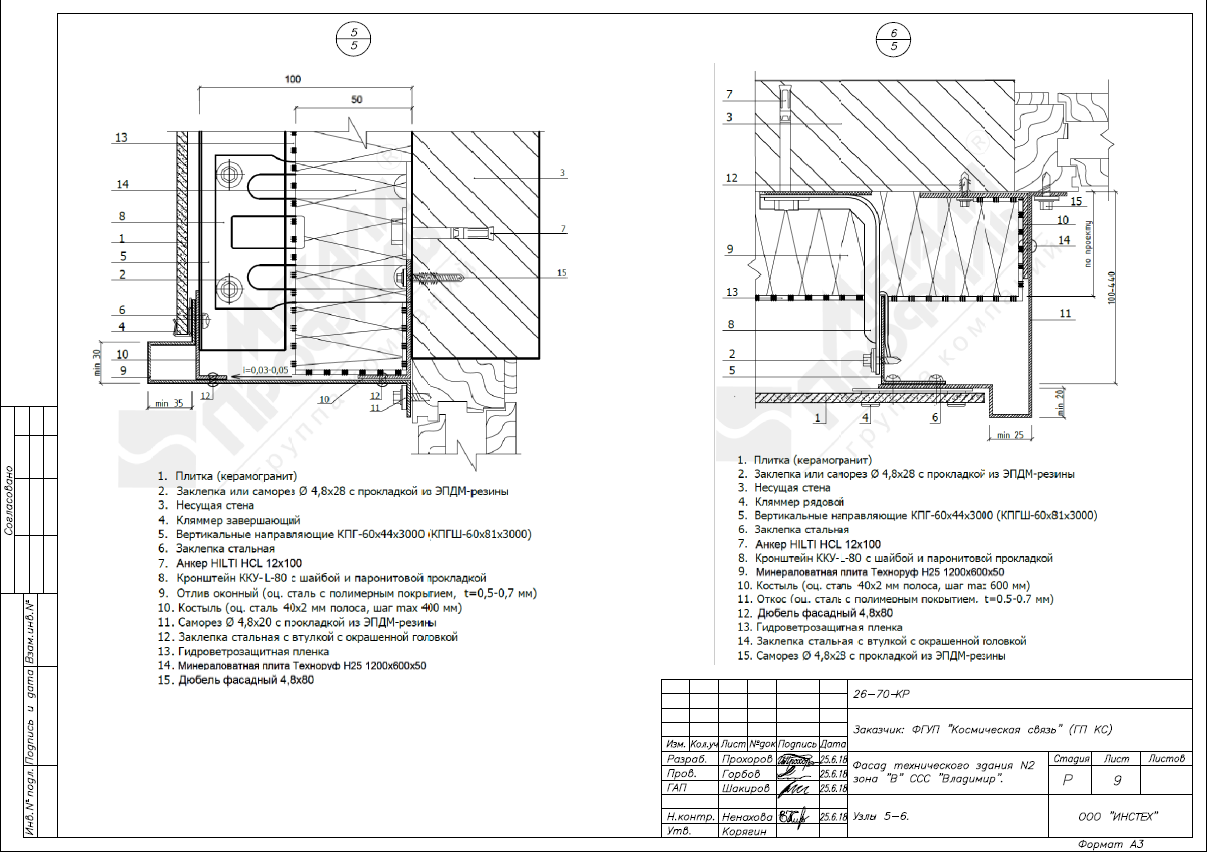 5
5
6
5
100
50
13
14
8
1
5
2
6
4
10
9
3
7
15
min 30
min 35
l=0,03-0,05
12
10
12
11
7
3
12
9
13
8
2
5
15
10
14
11
по проекту
100-440
min 20
min 25
1
4
6
МЕТАЛЛ ПРОФИЛЬ
группа компаний
1. Плитка (керамогранит)
2. Заклепка или саморез Ø 4,8х28 с прокладкой из ЭПДМ-резины
3. Несущая стена
4. Кляммер завершающий
5. Вертикальные направляющие КПГ-60х44х3000 (КПГШ-60х81х3000)
6. Заклепка стальная
7. Анкер HILTI HCL 12х100
8. Кронштейн ККУ-L-80 с шайбой и паронитовой прокладкой
9. Отлив оконный (оц. сталь с полимерным покрытием, t=0,5-0,7 мм)
10. Костыль (оц. сталь 40х2 мм полоса, шаг max 400 мм)
11. Саморез Ø 4,8х20 с прокладкой из ЭПДМ-резины
12. Заклепка стальная с втулкой с окрашенной головкой
13. Гидроветрозащитная пленка
14. Минераловатная плита Техноруф Н25 1200х600х50
15. Дюбель фасадный 4,8х80
1. Плитка (керамогранит)
2. Заклепка или саморез Ø 4,8х28 с прокладкой из ЭПДМ-резины
3. Несущая стена
4. Кляммер рядовой
5. Вертикальные направляющие КПГ-60х44х3000 (КПГШ-60х81х3000)
6. Заклепка стальная
7. Анкер HILTI HCL 12х100
8. Кронштейн ККУ-L-80 с шайбой и паронитовой прокладкой
9. Минераловатная плита Техноруф Н25 1200х600х50
10. Костыль (оц. сталь 40х2 мм полоса, шаг max 600 мм)
11. Откос (оц. сталь с полимерным покрытием, t=0.5-0.7 мм)
12. Дюбель фасадный 4,8х80
13. Гидроветрозащитная пленка
14. Заклепка стальная с втулкой с окрашенной головкой
15. Саморез Ø 4,8х28 с прокладкой из ЭПДМ-резины
Согласовано
Взам.инв.№
Подпись и дата
Инв.№ подл.
26-70-КР
Заказчик: ФГУП "Космическая связь" (ГП КС)
Изм. Кол.уч Лист №док Подпись Дата
Разраб. Прохоров 25.6.18
Пров. Горбов 25.6.18
ГАП Шакиров 25.6.18
Н.контр. Ненахова 25.6.18
Утв. Корягин
Фасад технического здания N2
зона "В" ССС "Владимир".
Стадия Лист Листов
Р 9
Узлы 5-6.
ООО "ИНСТЕХ"
Формат А3